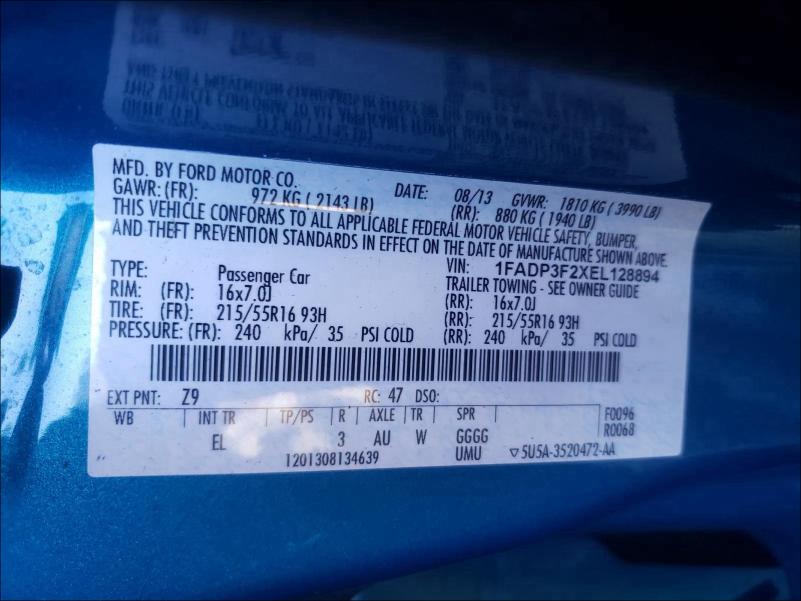 MFD. BY FORD MOTOR CO. DATE: 08/13 GVWR: 1810 KG ( 3990 LB)
GAWR: (FR): 972 KG ( 2143 LB) (RR): 880 KG ( 1940 LB)
THIS VEHICLE CONFORMS TO ALL APPLICABLE FEDERAL MOTOR VEHICLE SAFETY, BUMPER,
AND THEFT PREVENTION STANDARDS IN EFFECT ON THE DATE OF MANUFACTURE SHOWN ABOVE.
VIN: 1FADP3F2XEL128894
TYPE: Passenger Car TRAILER TOWING - SEE OWNER GUIDE
RIM: (FR): 16x7.0J (RR): 16x7.0J
TIRE: (FR): 215/55R16 93H (RR): 215/55R16 93H
PRESSURE: (FR): 240 kPa/ 35 PSI COLD (RR): 240 kPa/ 35 PSI COLD
EXT PNT: Z9 RC: 47 DSO:
WB INT TR TP/PS R AXLE TR SPR F0096
R0068
EL 3 AU W GGGG
1201308134639 UMU ▽5U5A-3520472-AA